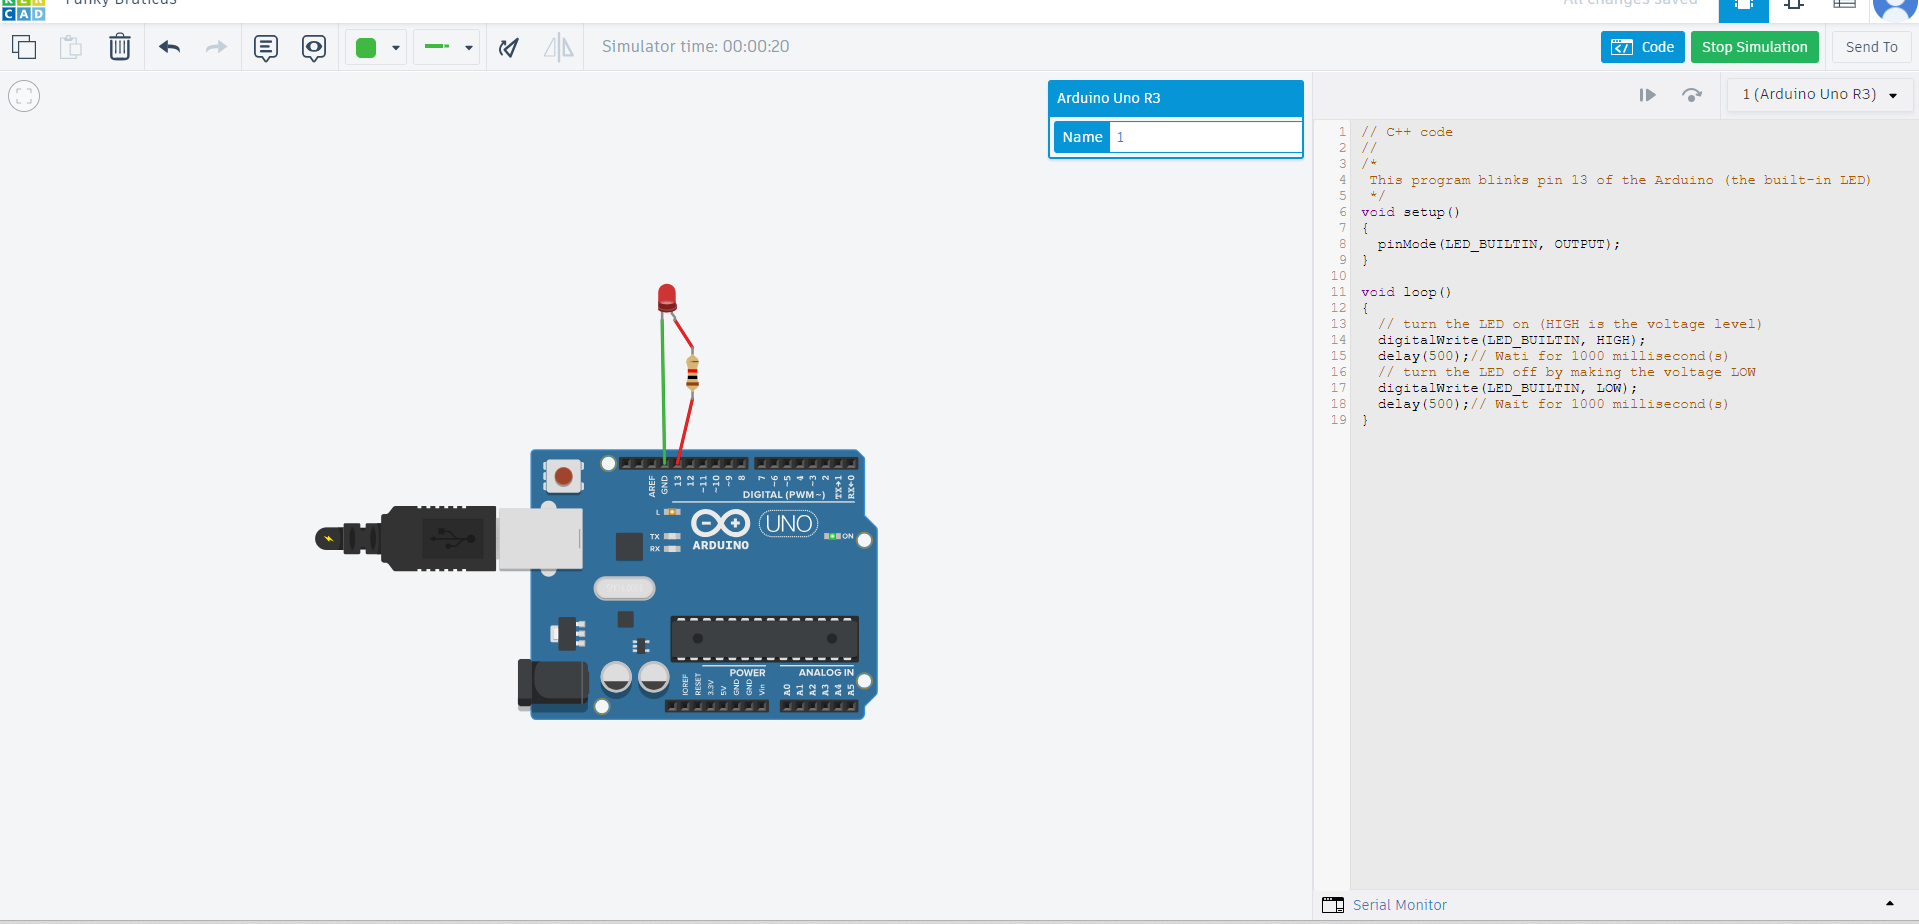 CAD
Simulator time: 00:00:20
Code
Stop Simulation
Send To
Arduino Uno R3
Name 1
1 (Arduino Uno R3)
1 // C++ code
2 //
3 /*
4 This program blinks pin 13 of the Arduino (the built-in LED)
5 */
6 void setup()
7 {
8 pinMode(LED_BUILTIN, OUTPUT);
9 }
10
11 void loop()
12 {
13 // turn the LED on (HIGH is the voltage level)
14 digitalWrite(LED_BUILTIN, HIGH);
15 delay(500);// Wati for 1000 millisecond(s)
16 // turn the LED off by making the voltage LOW
17 digitalWrite(LED_BUILTIN, LOW);
18 delay(500);// Wait for 1000 millisecond(s)
19 }
AREF GND 13 12 ~11 ~10 ~9 8 7 ~6 ~5 4 ~3 2 TX→1 RX←0
DIGITAL (PWM~)
L
TX
RX
ARDUINO
UNO
ON
POWER
ANALOG IN
IOREF RESET 3.3V 5V GND GND Vin A0 A1 A2 A3 A4 A5
Serial Monitor